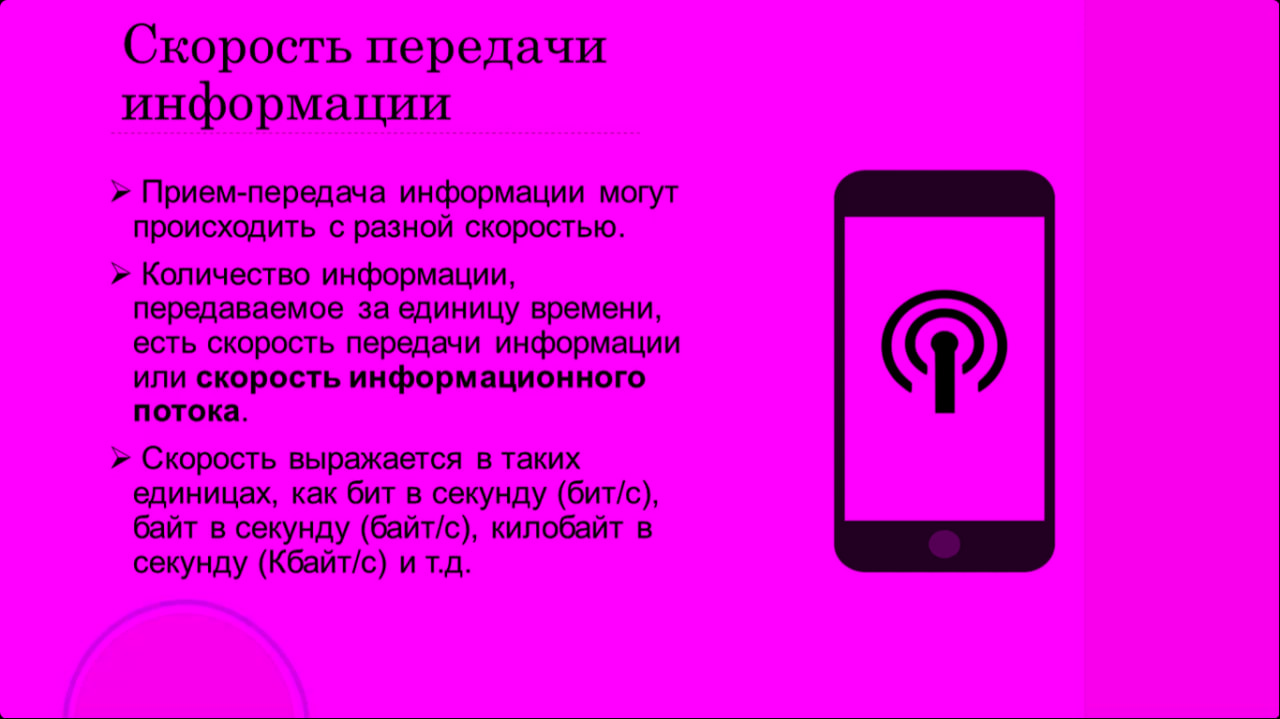 Скорость передачи
информации
➢ Прием-передача информации могут
происходить с разной скоростью.
➢ Количество информации,
передаваемое за единицу времени,
есть скорость передачи информации
или скорость информационного
потока.
➢ Скорость выражается в таких
единицах, как бит в секунду (бит/с),
байт в секунду (байт/с), килобайт в
секунду (Кбайт/с) и т.д.